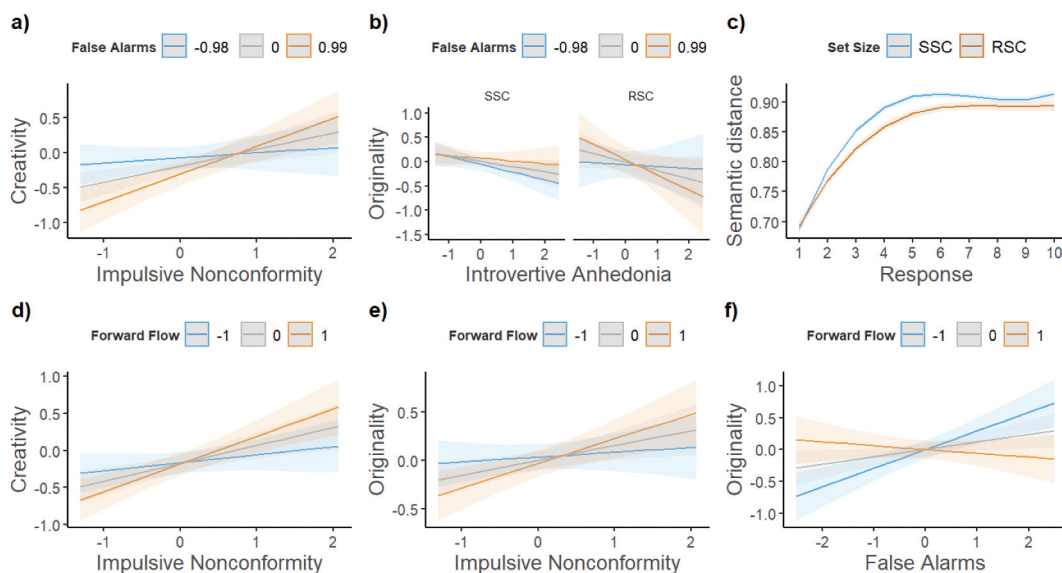 a)
False Alarms -0.98 0 0.99
Creativity
0.5
0.0
-0.5
-1.0
-1 0 1 2
Impulsive Nonconformity
b)
False Alarms -0.98 0 0.99
SSC RSC
Originality
1.0
0.5
0.0
-0.5
-1.0
-1.5
-1 0 1 2 -1 0 1 2
Introvertive Anhedonia
c)
Set Size SSC RSC
Semantic distance
0.90
0.85
0.80
0.75
0.70
1 2 3 4 5 6 7 8 9 10
Response
d)
Forward Flow -1 0 1
Creativity
1.0
0.5
0.0
-0.5
-1.0
-1 0 1 2
Impulsive Nonconformity
e)
Forward Flow -1 0 1
Originality
0.5
0.0
-0.5
-1 0 1 2
Impulsive Nonconformity
f)
Forward Flow -1 0 1
Originality
1.0
0.5
0.0
-0.5
-1.0
-2 -1 0 1 2
False Alarms